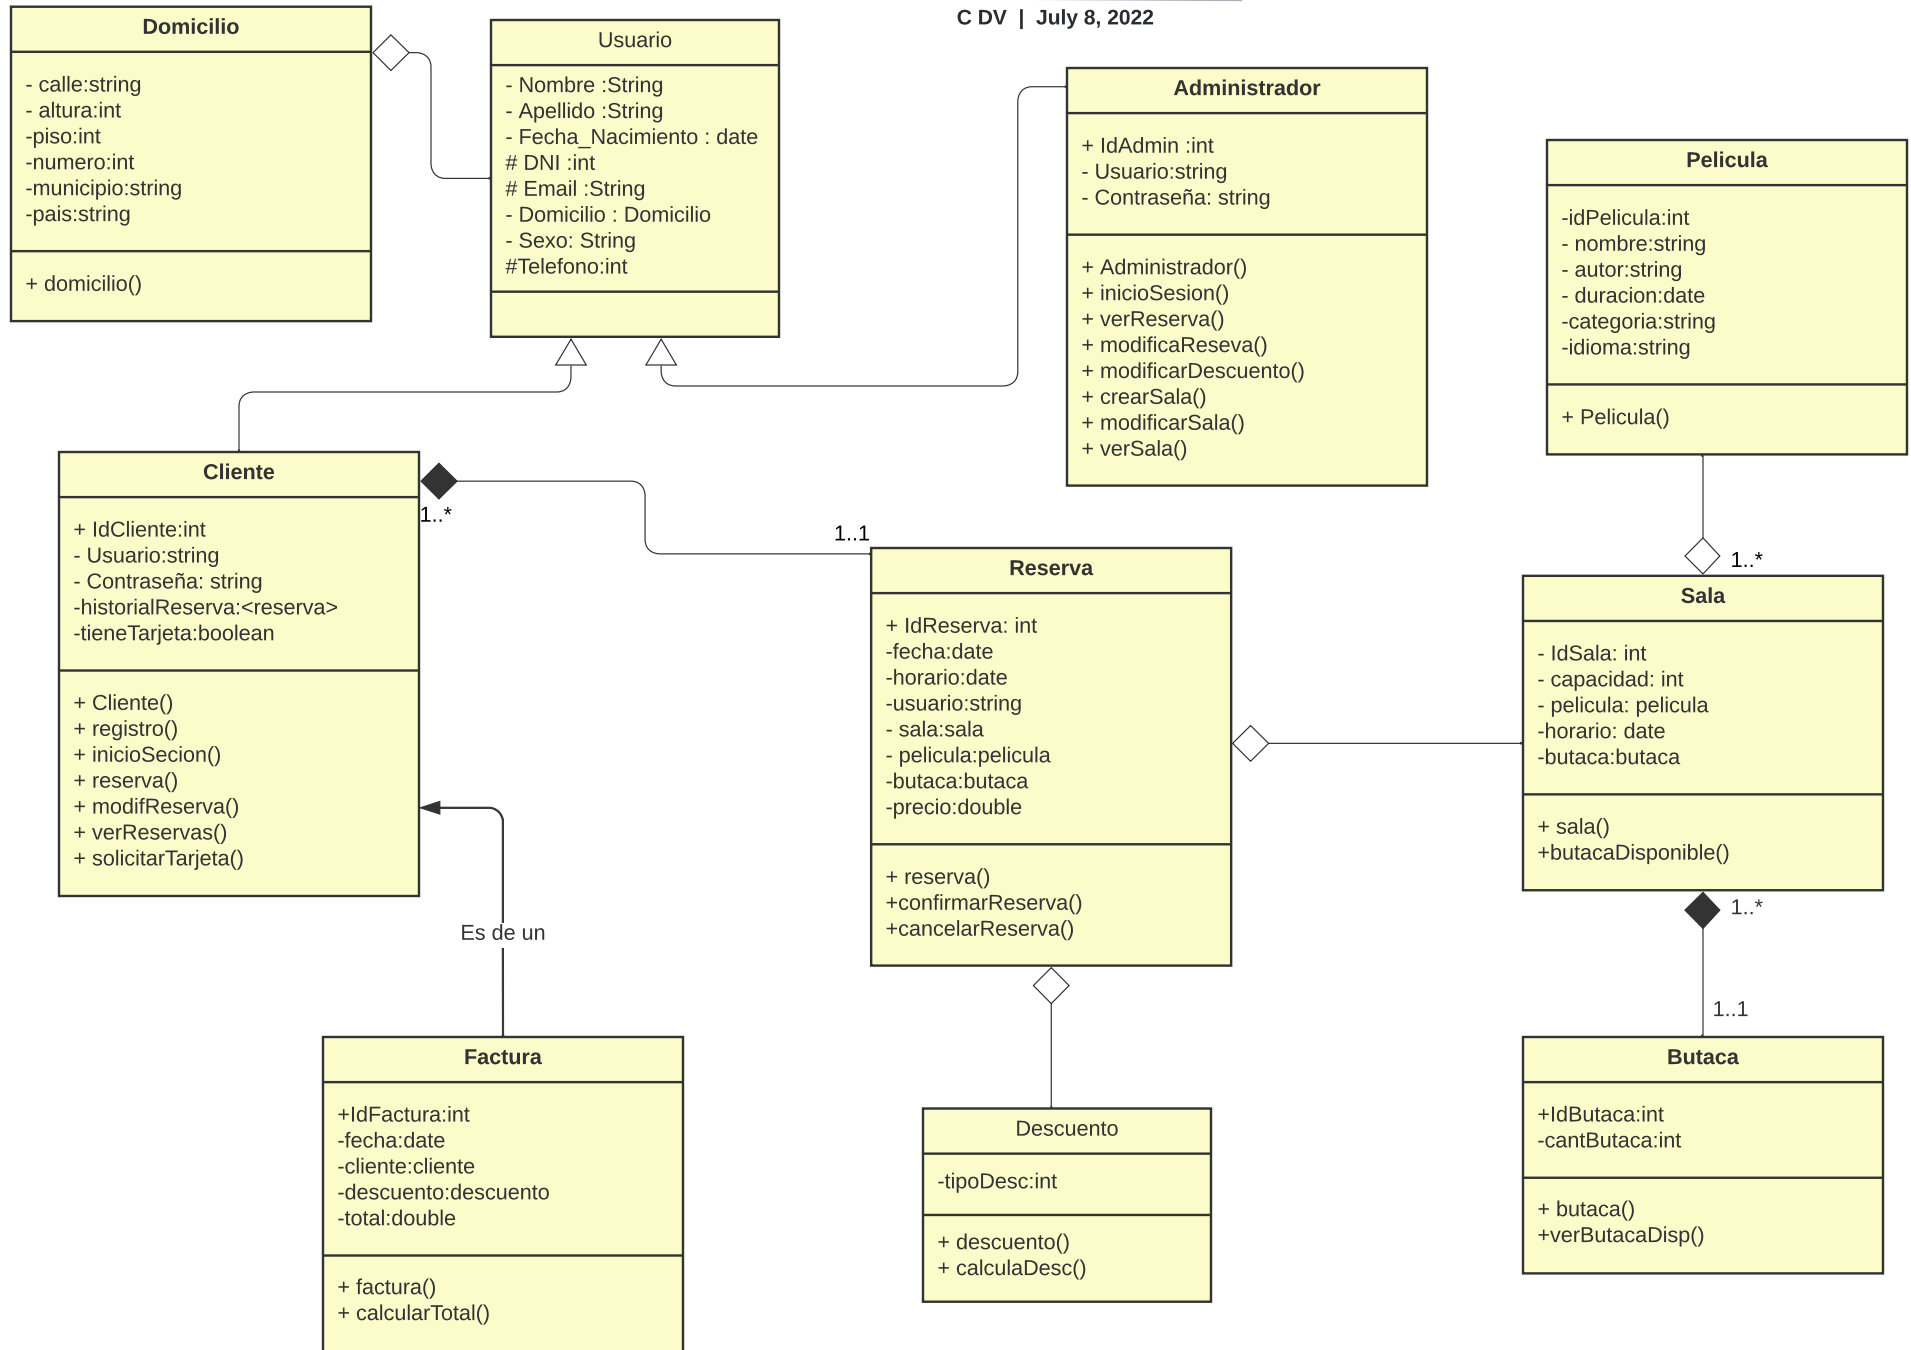 C DV | July 8, 2022
Domicilio
- calle:string
- altura:int
-piso:int
-numero:int
-municipio:string
-pais:string
+ domicilio()
Usuario
- Nombre :String
- Apellido :String
- Fecha_Nacimiento : date
# DNI :int
# Email :String
- Domicilio : Domicilio
- Sexo: String
#Telefono:int
Administrador
+ IdAdmin :int
- Usuario:string
- Contraseña: string
+ Administrador()
+ inicioSesion()
+ verReserva()
+ modificaReseva()
+ modificarDescuento()
+ crearSala()
+ modificarSala()
+ verSala()
Pelicula
-idPelicula:int
- nombre:string
- autor:string
- duracion:date
-categoria:string
-idioma:string
+ Pelicula()
Cliente
+ IdCliente:int
- Usuario:string
- Contraseña: string
-historialReserva:<reserva>
-tieneTarjeta:boolean
+ Cliente()
+ registro()
+ inicioSecion()
+ reserva()
+ modifReserva()
+ verReservas()
+ solicitarTarjeta()
1..*
1..1
Reserva
+ IdReserva: int
-fecha:date
-horario:date
-usuario:string
- sala:sala
- pelicula:pelicula
-butaca:butaca
-precio:double
+ reserva()
+confirmarReserva()
+cancelarReserva()
1..*
Sala
- IdSala: int
- capacidad: int
- pelicula: pelicula
-horario: date
-butaca:butaca
+ sala()
+butacaDisponible()
1..*
1..1
Es de un
Factura
+IdFactura:int
-fecha:date
-cliente:cliente
-descuento:descuento
-total:double
+ factura()
+ calcularTotal()
Descuento
-tipoDesc:int
+ descuento()
+ calculaDesc()
Butaca
+IdButaca:int
-cantButaca:int
+ butaca()
+verButacaDisp()